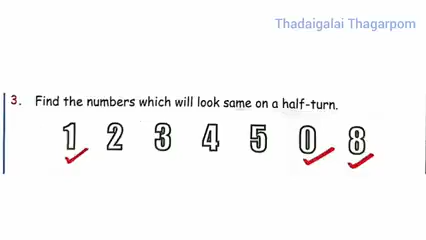 Thadaigalai Thagarpom
3. Find the numbers which will look same on a half-turn.
1 2 3 4 5 0 8